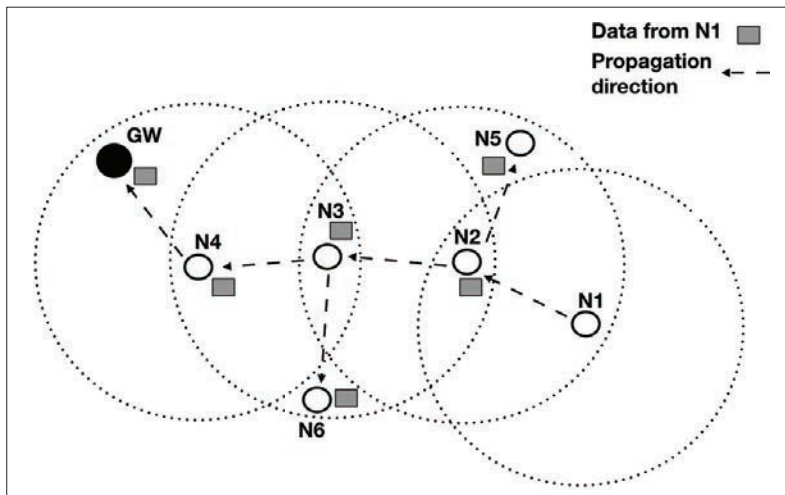 Data from N1
Propagation
direction
GW
N5
N3
N4
N2
N1
N6